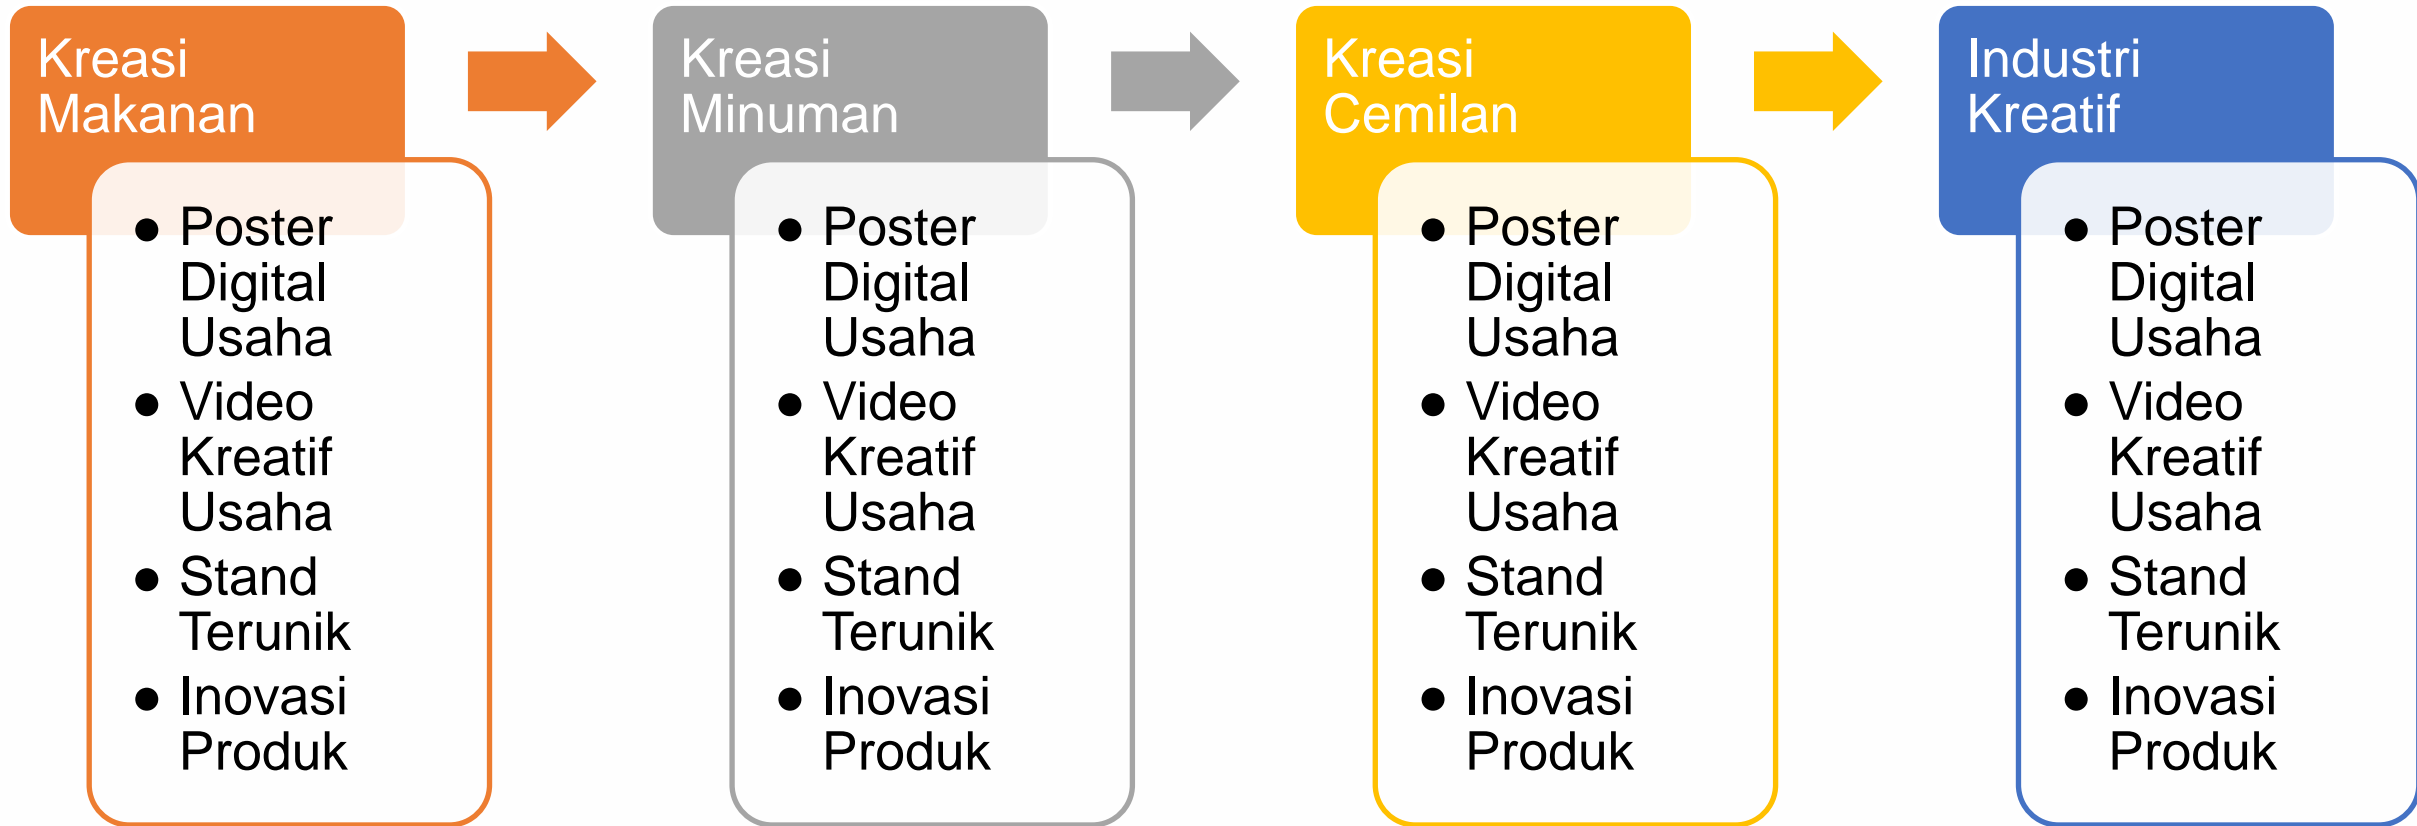 Kreasi
Makanan
● Poster
Digital
Usaha
● Video
Kreatif
Usaha
● Stand
Terunik
● Inovasi
Produk
Kreasi
Minuman
● Poster
Digital
Usaha
● Video
Kreatif
Usaha
● Stand
Terunik
● Inovasi
Produk
Kreasi
Cemilan
● Poster
Digital
Usaha
● Video
Kreatif
Usaha
● Stand
Terunik
● Inovasi
Produk
Industri
Kreatif
● Poster
Digital
Usaha
● Video
Kreatif
Usaha
● Stand
Terunik
● Inovasi
Produk